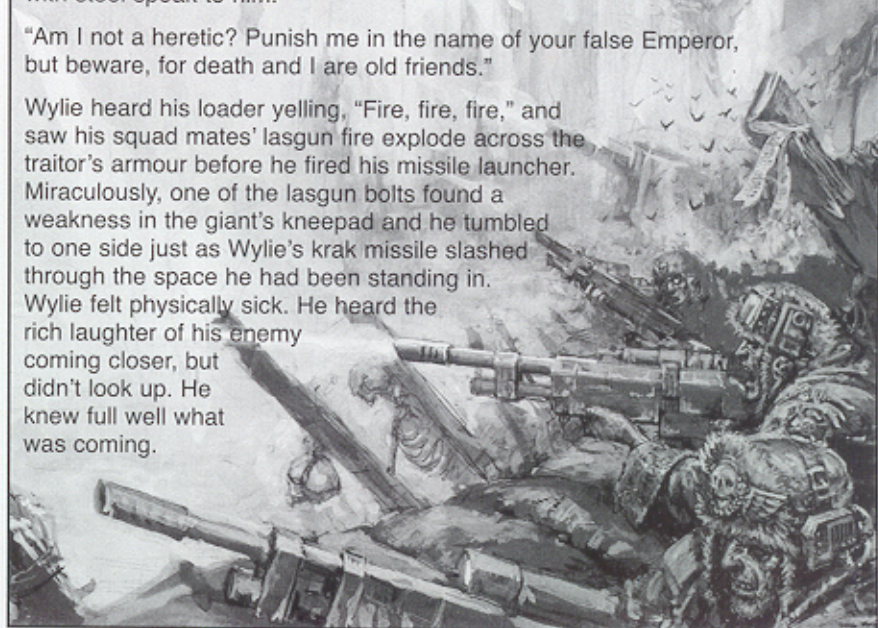 with steel speak to him.
“Am I not a heretic? Punish me in the name of your false Emperor,
but beware, for death and I are old friends.”
Wylie heard his loader yelling, “Fire, fire, fire,” and
saw his squad mates’ lasgun fire explode across the
traitor’s armour before he fired his missile launcher.
Miraculously, one of the lasgun bolts found a
weakness in the giant’s kneepad and he tumbled
to one side just as Wylie’s krak missile slashed
through the space he had been standing in.
Wylie felt physically sick. He heard the
rich laughter of his enemy
coming closer, but
didn’t look up. He
knew full well what
was coming.